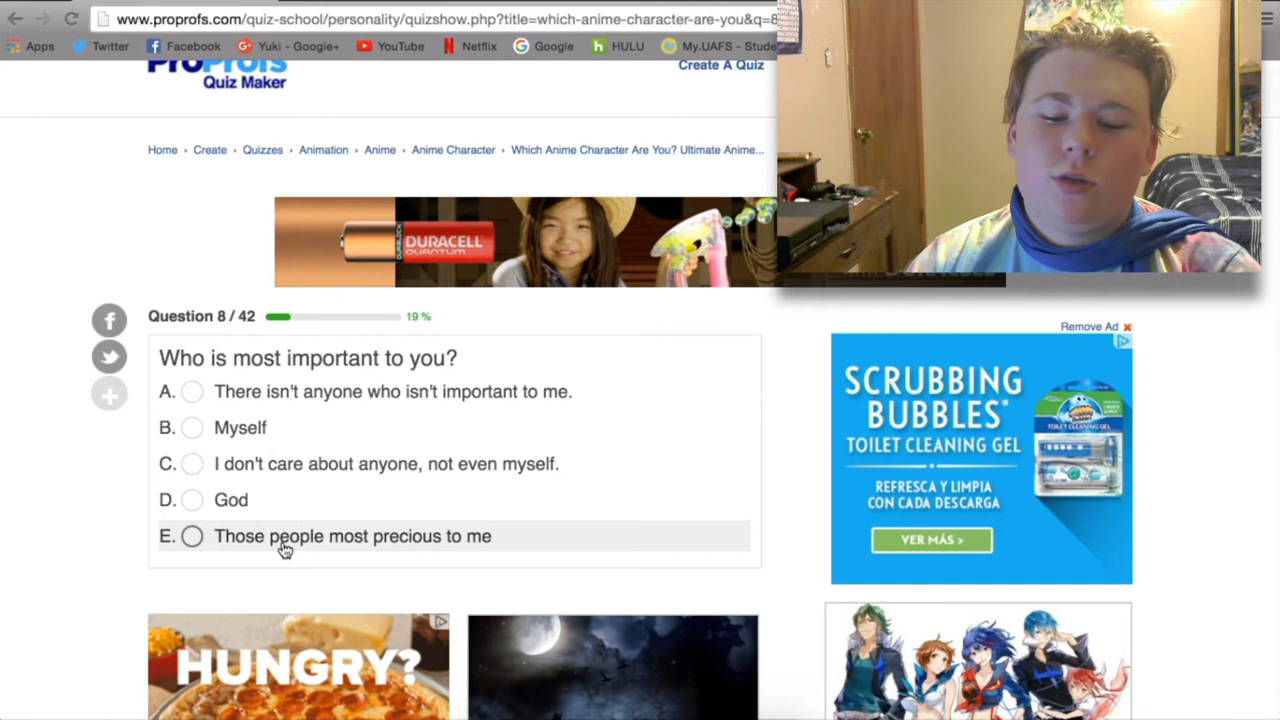 www.proprofs.com/quiz-school/personality/quizshow.php?title=which-anime-character-are-you&q=8
Apps Twitter Facebook Yuki - Google+ YouTube Netflix Google HULU My.UAFS - Stude
ProProfs
Quiz Maker
Create A Quiz
Home › Create › Quizzes › Animation › Anime › Anime Character › Which Anime Character Are You? Ultimate Anime...
DURACELL
QUANTUM
Question 8 / 42 19 %
Remove Ad
Who is most important to you?
A. There isn't anyone who isn't important to me.
B. Myself
C. I don't care about anyone, not even myself.
D. God
E. Those people most precious to me
SCRUBBING
BUBBLES®
TOILET CLEANING GEL
REFRESCA Y LIMPIA
CON CADA DESCARGA
VER MÁS >
HUNGRY?